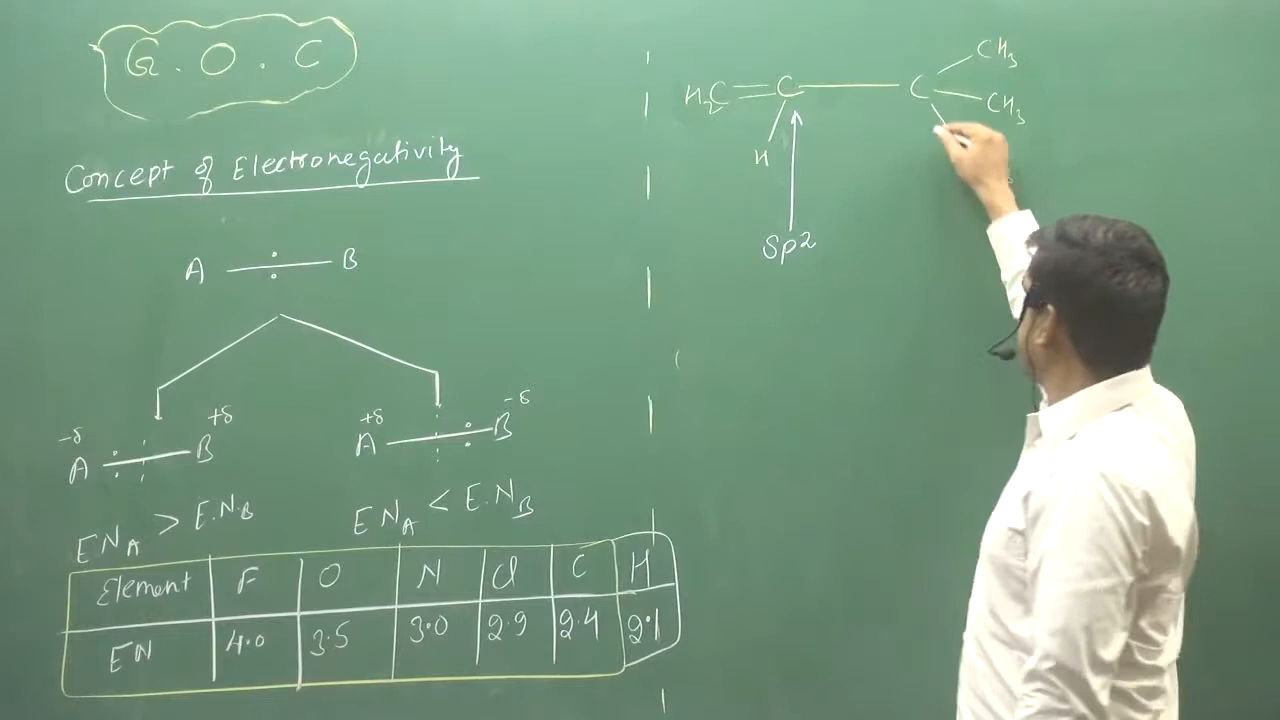 G.O.C
Concept of Electronegativity
A : B
-δ A : B +δ
+δ A : B -δ
ENA > E.N.B
ENA < E.NB
Element F O N Cl C H
EN 4.0 3.5 3.0 2.9 2.4 2.1
H2C=C—C
CH3
CH3
H
Sp2